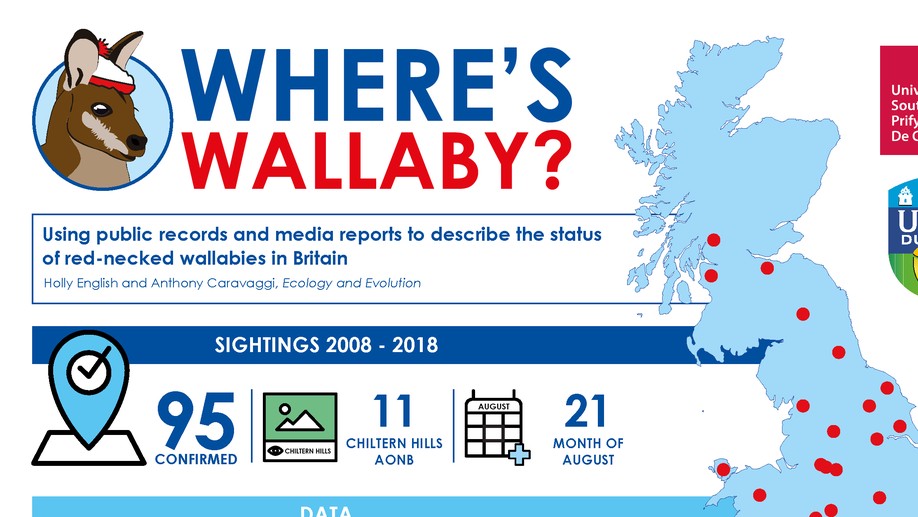 WHERE'S
WALLABY?
Using public records and media reports to describe the status
of red-necked wallabies in Britain
Holly English and Anthony Caravaggi, Ecology and Evolution
SIGHTINGS 2008 - 2018
95
CONFIRMED
CHILTERN HILLS
11
CHILTERN HILLS
AONB
AUGUST
21
MONTH OF
AUGUST
DATA
Univ
Sou
Prify
De
U
DU